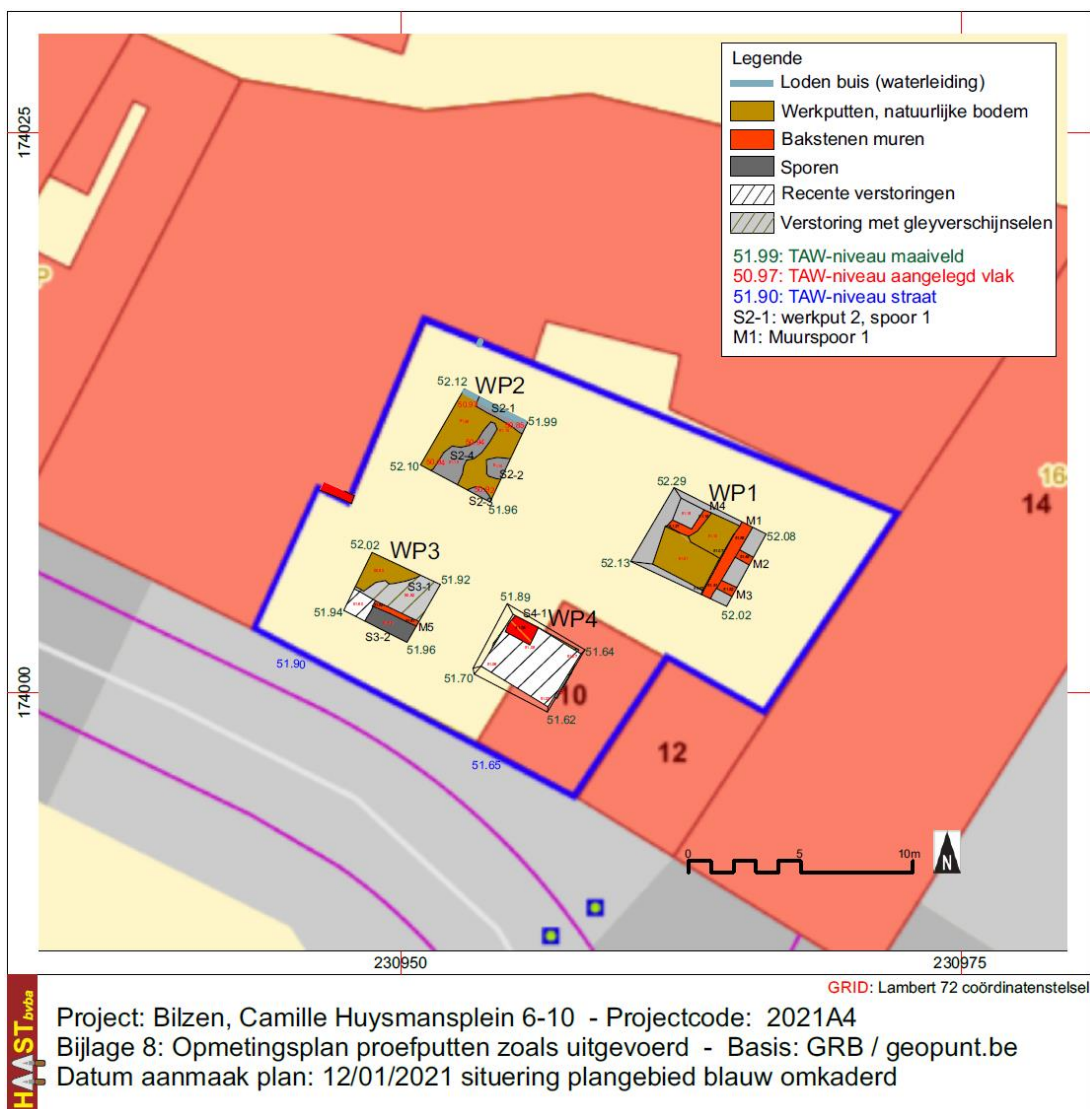 Legende
Loden buis (waterleiding)
Werkputten, natuurlijke bodem
Bakstenen muren
Sporen
Recente verstoringen
Verstoring met gleyverschijnselen
51.99: TAW-niveau maaiveld
50.97: TAW-niveau aangelegd vlak
51.90: TAW-niveau straat
S2-1: werkput 2, spoor 1
M1: Muurspoor 1
174025
P
52.12
WP2
S2-1
51.99
S2-4
52.10
S2-2
S2-3
51.96
16
14
52.29
WP1
M4
M1
52.08
M2
52.13
M3
52.02
52.02
WP3
51.92
S3-1
51.94
M5
S3-2
51.96
51.89
S4-1
WP4
51.64
51.70
51.62
10
12
51.90
51.65
174000
0
5
10m
N
230950
230975
GRID: Lambert 72 coördinatenstelsel
HAAST bvba
Project: Bilzen, Camille Huysmansplein 6-10 - Projectcode: 2021A4
Bijlage 8: Opmetingsplan proefputten zoals uitgevoerd - Basis: GRB / geopunt.be
Datum aanmaak plan: 12/01/2021 situering plangebied blauw omkaderd